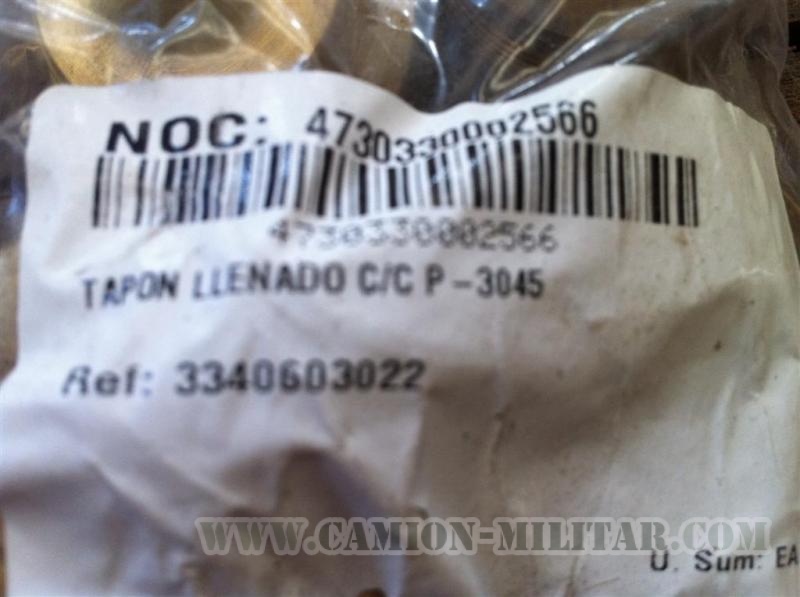 NOC: 4730330002566
4730330002566
TAPON LLENADO C/C P-3045
Ref: 3340603022
WWW.CAMION-MILITAR.COM
U. Sum: EA